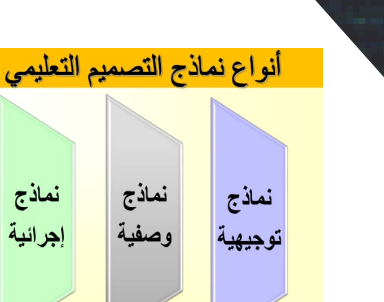 أنواع نماذج التصميم التعليمي
نماذج
توجيهية
نماذج
وصفية
نماذج
إجرائية